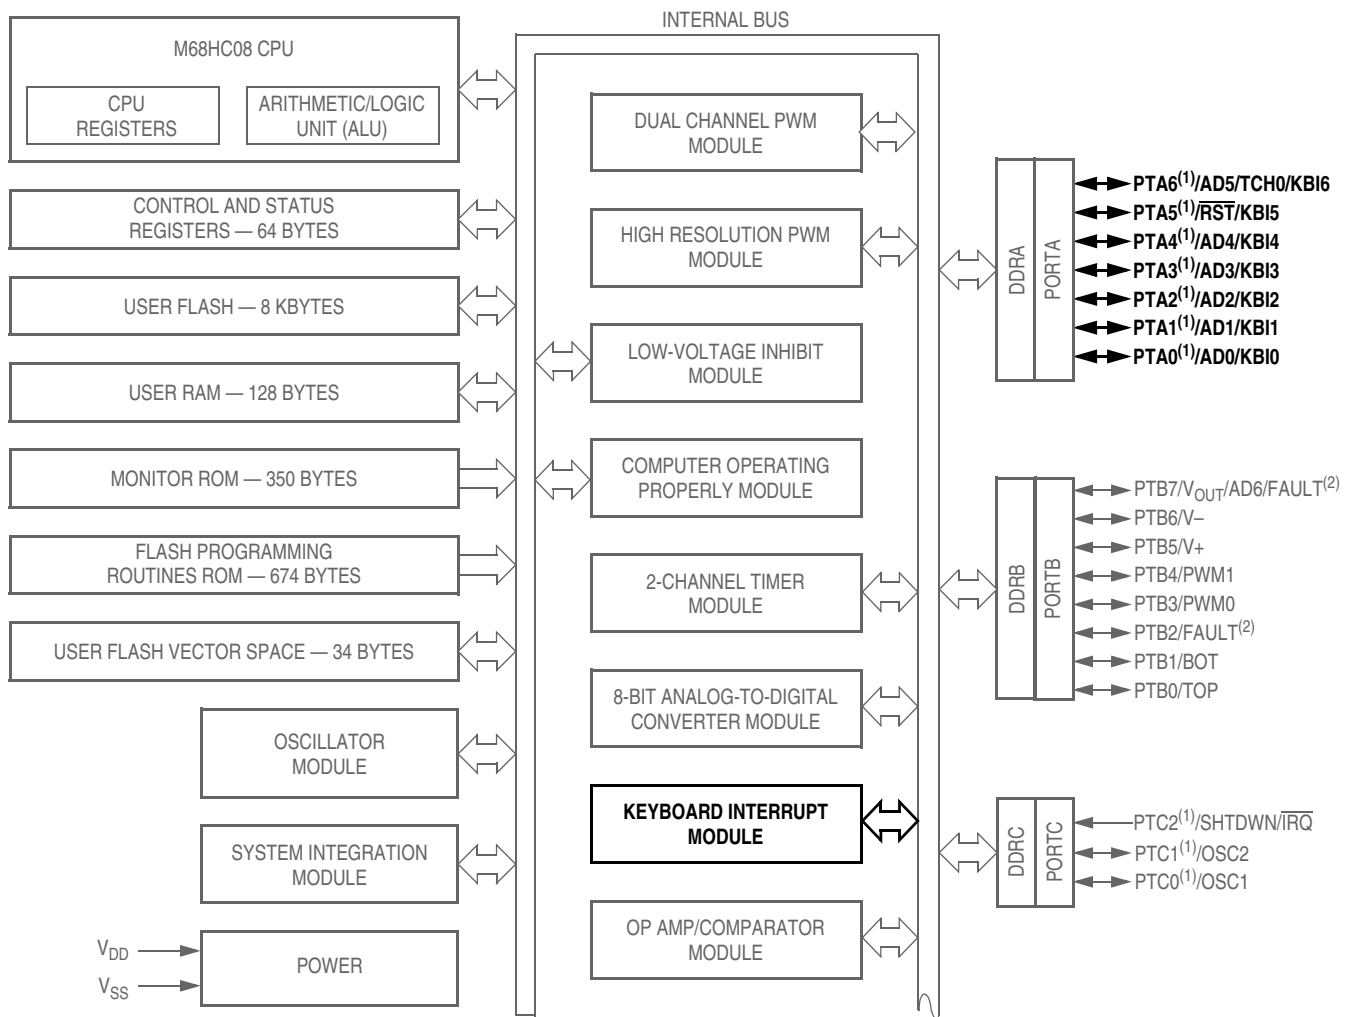 INTERNAL BUS
M68HC08 CPU
CPU
REGISTERS
ARITHMETIC/LOGIC
UNIT (ALU)
CONTROL AND STATUS
REGISTERS — 64 BYTES
USER FLASH — 8 KBYTES
USER RAM — 128 BYTES
MONITOR ROM — 350 BYTES
FLASH PROGRAMMING
ROUTINES ROM — 674 BYTES
USER FLASH VECTOR SPACE — 34 BYTES
OSCILLATOR
MODULE
SYSTEM INTEGRATION
MODULE
VDD
VSS
POWER
DUAL CHANNEL PWM
MODULE
HIGH RESOLUTION PWM
MODULE
LOW-VOLTAGE INHIBIT
MODULE
COMPUTER OPERATING
PROPERLY MODULE
2-CHANNEL TIMER
MODULE
8-BIT ANALOG-TO-DIGITAL
CONVERTER MODULE
KEYBOARD INTERRUPT
MODULE
OP AMP/COMPARATOR
MODULE
DDRA
PORTA
PTA6(1)/AD5/TCH0/KBI6
PTA5(1)/RST/KBI5
PTA4(1)/AD4/KBI4
PTA3(1)/AD3/KBI3
PTA2(1)/AD2/KBI2
PTA1(1)/AD1/KBI1
PTA0(1)/AD0/KBI0
DDRB
PORTB
PTB7/VOUT/AD6/FAULT(2)
PTB6/V–
PTB5/V+
PTB4/PWM1
PTB3/PWM0
PTB2/FAULT(2)
PTB1/BOT
PTB0/TOP
DDRC
PORTC
PTC2(1)/SHTDWN/IRQ
PTC1(1)/OSC2
PTC0(1)/OSC1